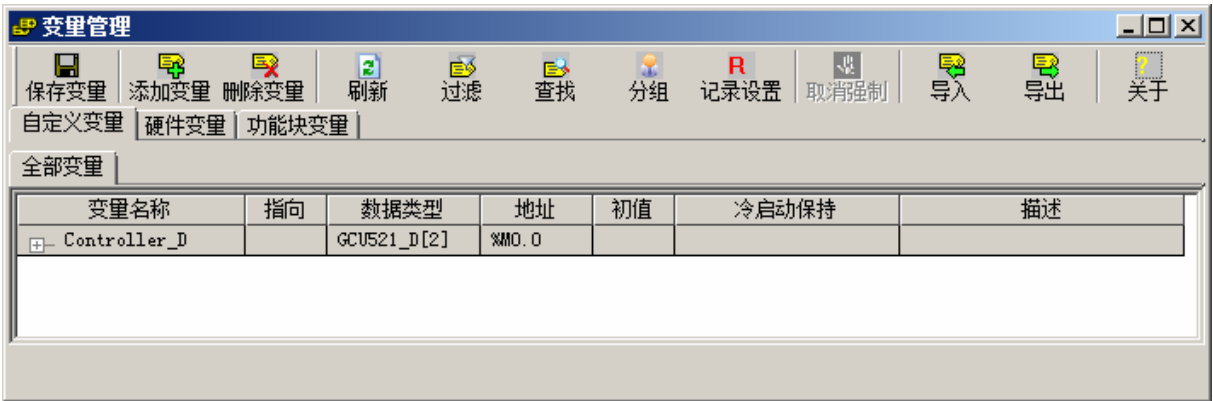 变里管理
保存变量 添加变量 删除变量 刷新 过滤 查找 分组 R 记录设置 取消强制 导入 导出 ? 关于
自定义变量 硬件变量 功能块变量
全部变量
变量名称 指向 数据类型 地址 初值 冷启动保持 描述
Controller_D GCU521_D[2] %M0.0